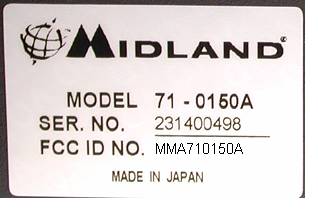 MIDLAND®
MODEL 71-0150A
SER. NO. 231400498
FCC ID NO. MMA710150A
MADE IN JAPAN